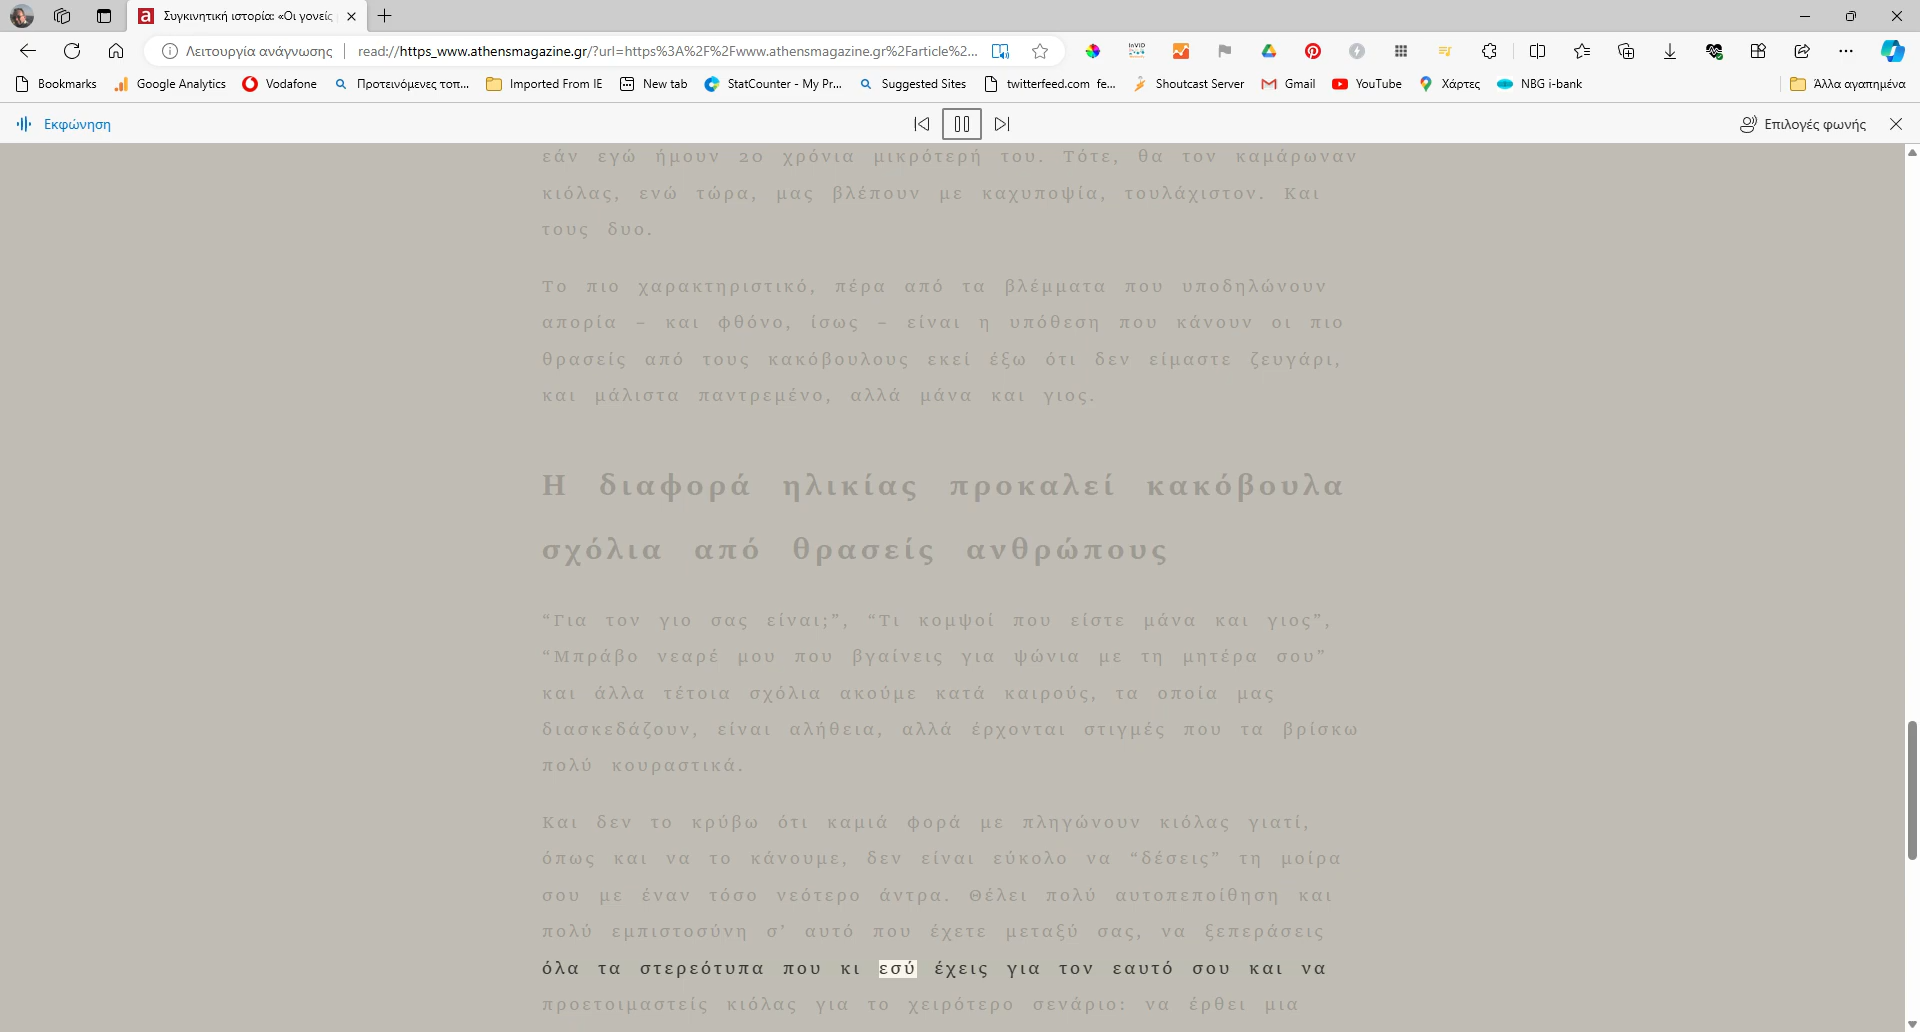 Συγκινητική ιστορία: «Οι γονείς
Λειτουργία ανάγνωσης
read://https_www.athensmagazine.gr/?url=https%3A%2F%2Fwww.athensmagazine.gr%2Farticle%2...
InVID
Bookmarks
Google Analytics
Vodafone
Προτεινόμενες τοπ...
Imported From IE
New tab
StatCounter - My Pr...
Suggested Sites
twitterfeed.com fe...
Shoutcast Server
Gmail
YouTube
Χάρτες
NBG i-bank
Άλλα αγαπημένα
Εκφώνηση
Επιλογές φωνής
εάν εγώ ήμουν 20 χρόνια μικρότερή του. Τότε, θα τον καμάρωναν
κιόλας, ενώ τώρα, μας βλέπουν με καχυποψία, τουλάχιστον. Και
τους δυο.
Το πιο χαρακτηριστικό, πέρα από τα βλέμματα που υποδηλώνουν
απορία – και φθόνο, ίσως – είναι η υπόθεση που κάνουν οι πιο
θρασείς από τους κακόβουλους εκεί έξω ότι δεν είμαστε ζευγάρι,
και μάλιστα παντρεμένο, αλλά μάνα και γιος.
Η διαφορά ηλικίας προκαλεί κακόβουλα
σχόλια από θρασείς ανθρώπους
“Για τον γιο σας είναι;”, “Τι κομψοί που είστε μάνα και γιος”,
“Μπράβο νεαρέ μου που βγαίνεις για ψώνια με τη μητέρα σου”
και άλλα τέτοια σχόλια ακούμε κατά καιρούς, τα οποία μας
διασκεδάζουν, είναι αλήθεια, αλλά έρχονται στιγμές που τα βρίσκω
πολύ κουραστικά.
Και δεν το κρύβω ότι καμιά φορά με πληγώνουν κιόλας γιατί,
όπως και να το κάνουμε, δεν είναι εύκολο να “δέσεις” τη μοίρα
σου με έναν τόσο νεότερο άντρα. Θέλει πολύ αυτοπεποίθηση και
πολύ εμπιστοσύνη σ’ αυτό που έχετε μεταξύ σας, να ξεπεράσεις
όλα τα στερεότυπα που κι εσύ έχεις για τον εαυτό σου και να
προετοιμαστείς κιόλας για το χειρότερο σενάριο: να έρθει μια